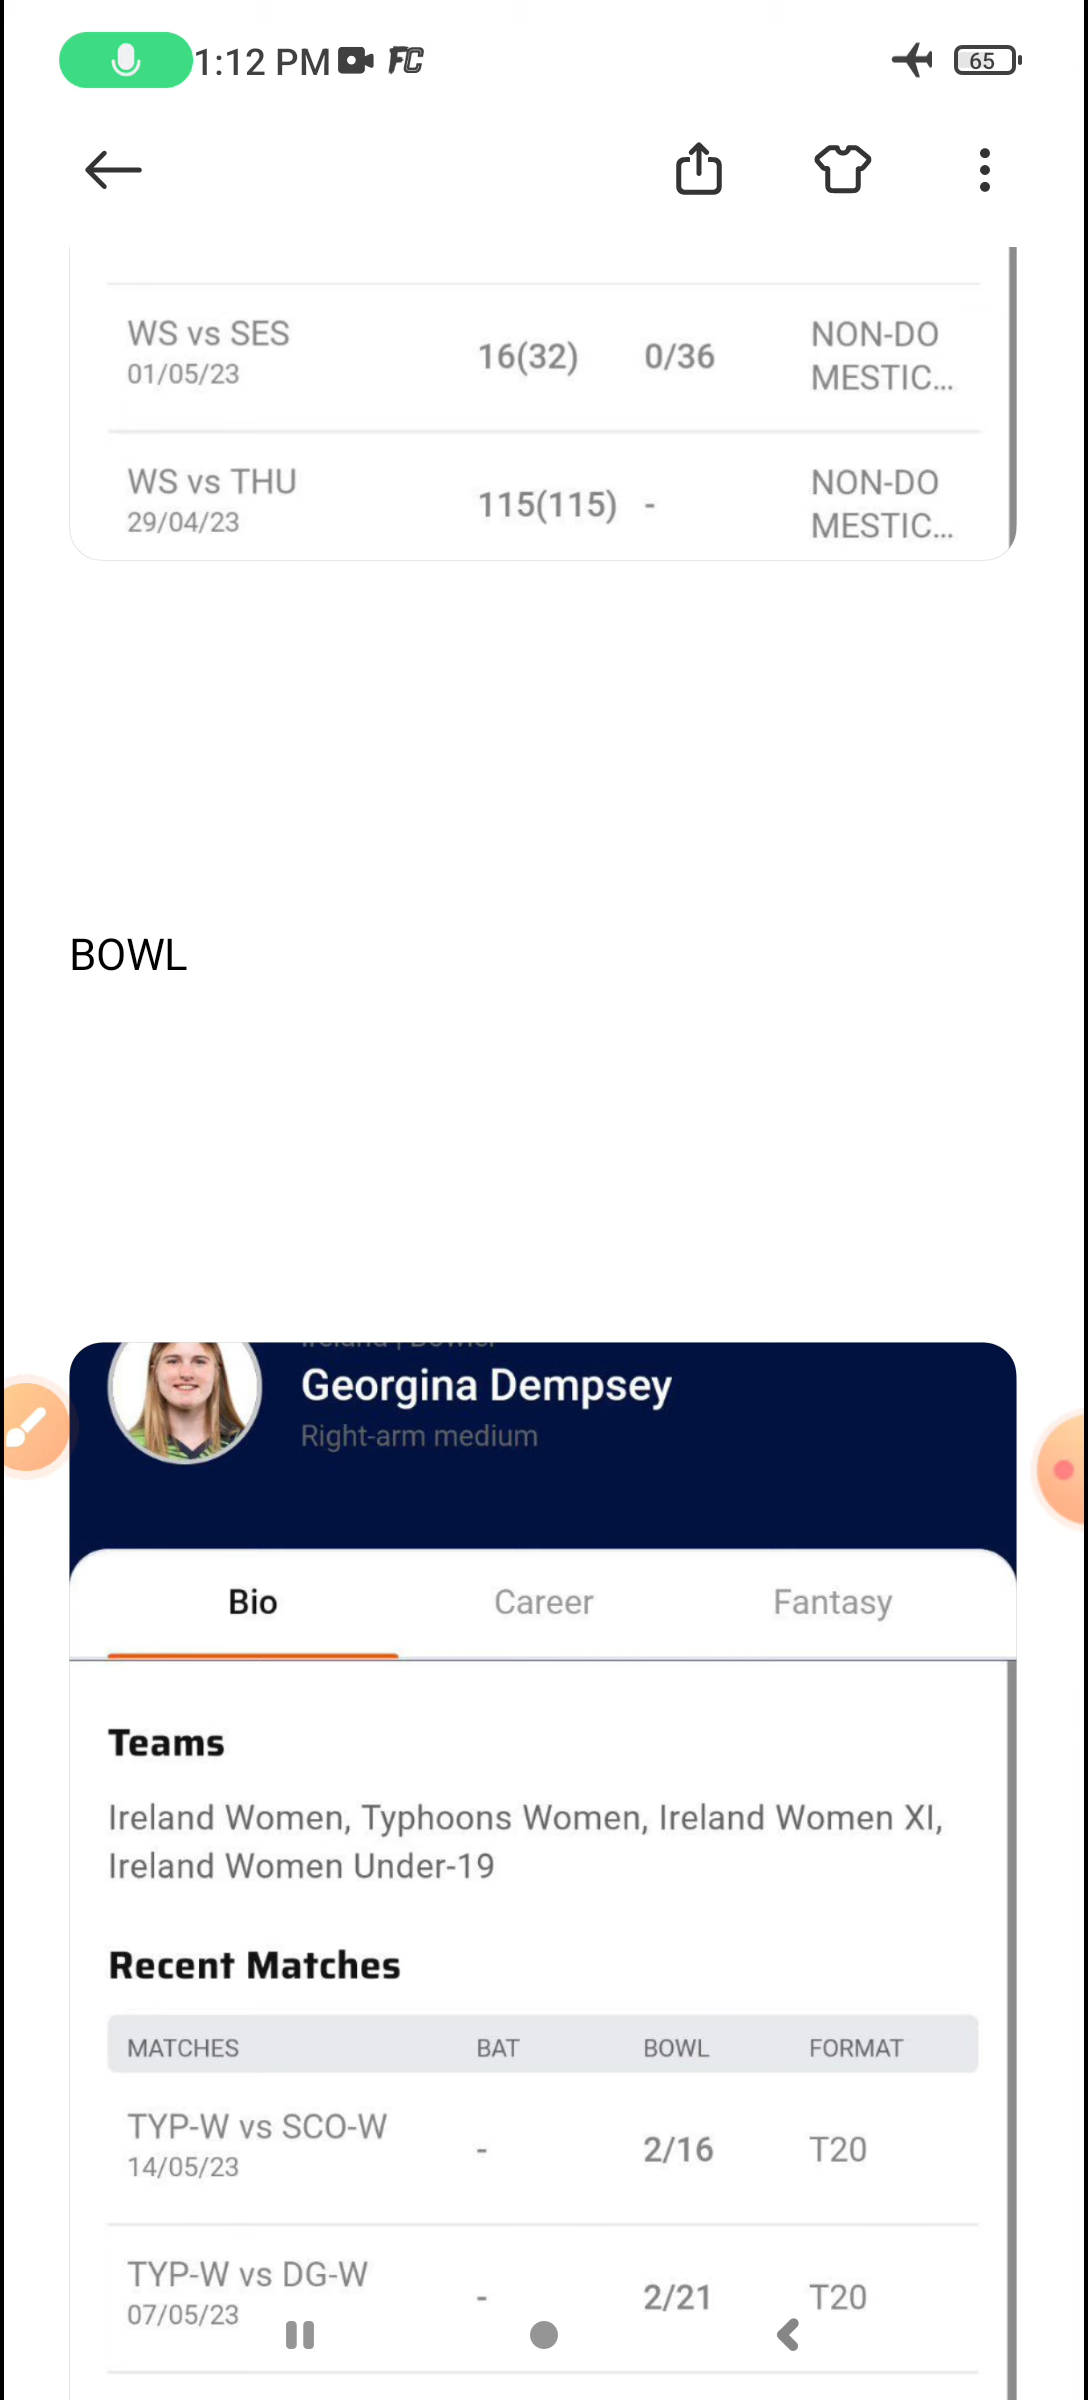 1:12 PM FC 65
WS vs SES
01/05/23
16(32) 0/36
NON-DO
MESTIC...
WS vs THU
29/04/23
115(115) -
NON-DO
MESTIC...
BOWL
Georgina Dempsey
Right-arm medium
Bio Career Fantasy
Teams
Ireland Women, Typhoons Women, Ireland Women XI,
Ireland Women Under-19
Recent Matches
MATCHES BAT BOWL FORMAT
TYP-W vs SCO-W
14/05/23
- 2/16 T20
TYP-W vs DG-W
07/05/23
- 2/21 T20